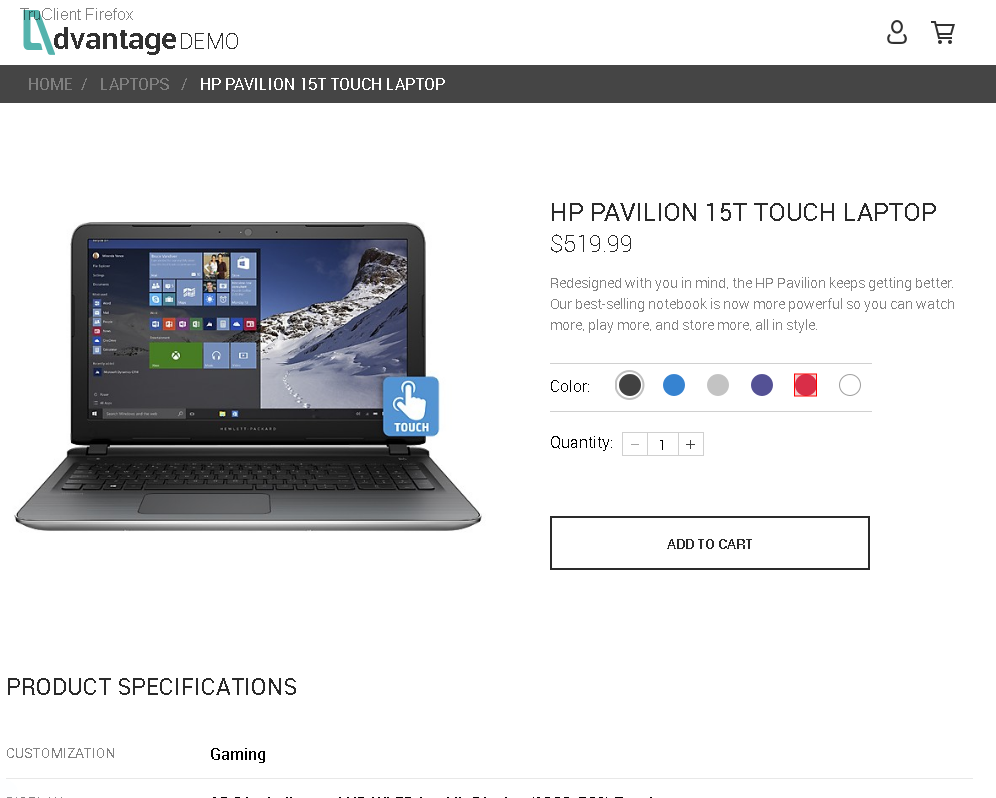 TruClient Firefox
Advantage DEMO
HOME / LAPTOPS / HP PAVILION 15T TOUCH LAPTOP
HP PAVILION 15T TOUCH LAPTOP
$519.99
Redesigned with you in mind, the HP Pavilion keeps getting better.
Our best-selling notebook is now more powerful so you can watch
more, play more, and store more, all in style.
Color:
Quantity: − 1 +
TOUCH
HEWLETT-PACKARD
ADD TO CART
PRODUCT SPECIFICATIONS
CUSTOMIZATION Gaming